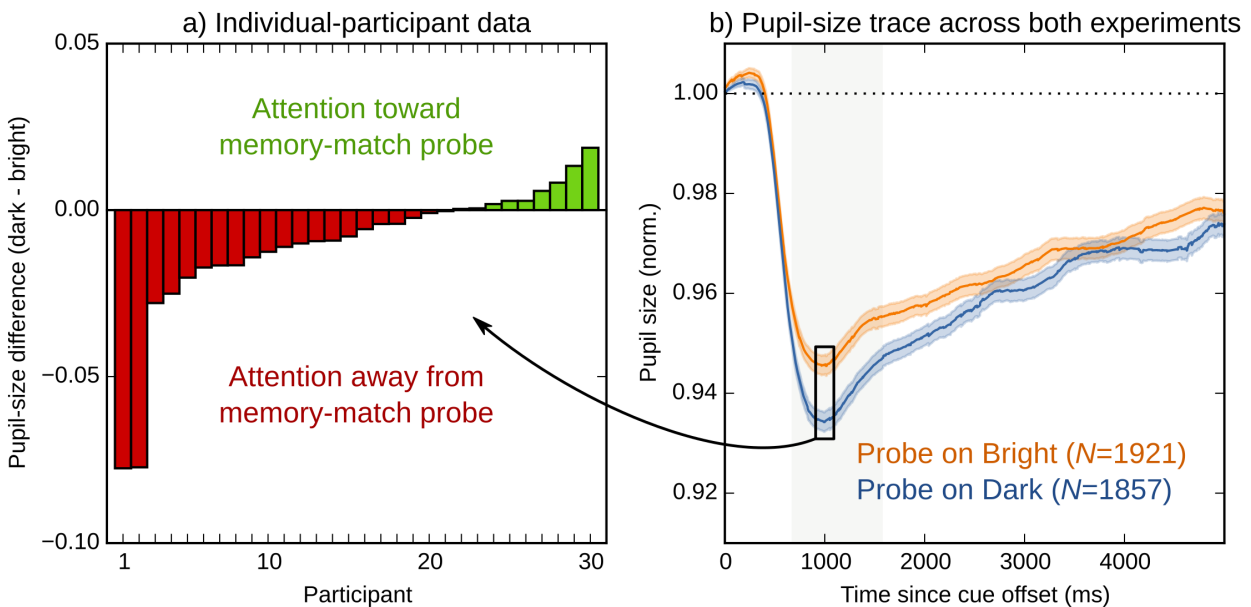 a) Individual-participant data
0.05
0.00
−0.05
−0.10
Pupil-size difference (dark - bright)
Attention toward
memory-match probe
Attention away from
memory-match probe
1
10
20
30
Participant
b) Pupil-size trace across both experiments
1.00
0.98
0.96
0.94
0.92
Pupil size (norm.)
Probe on Bright (N=1921)
Probe on Dark (N=1857)
0
1000
2000
3000
4000
Time since cue offset (ms)